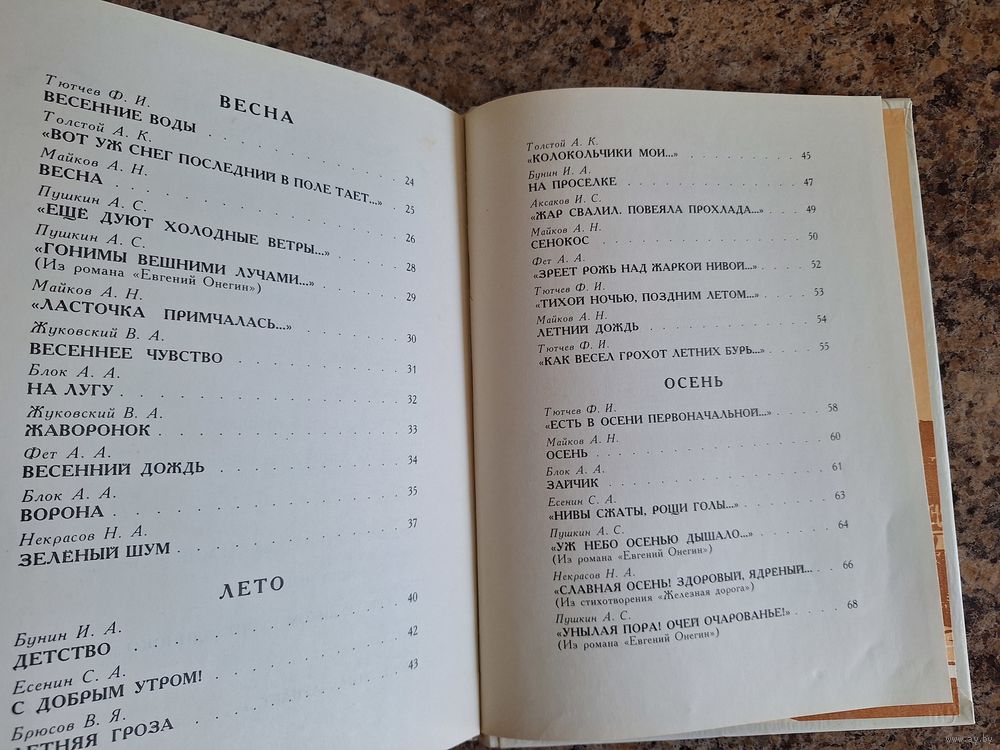 ВЕСНА
Тютчев Ф. И.
ВЕСЕННИЕ ВОДЫ . . . . . . . 24
Толстой А. К.
«ВОТ УЖ СНЕГ ПОСЛЕДНИЙ В ПОЛЕ ТАЕТ...» . 25
Майков А. Н.
ВЕСНА . . . . . . . . . . 26
Пушкин А. С.
«ЕЩЁ ДУЮТ ХОЛОДНЫЕ ВЕТРЫ...» . . . 28
Пушкин А. С.
«ГОНИМЫ ВЕШНИМИ ЛУЧАМИ...» . . . . 29
(Из романа «Евгений Онегин»)
Майков А. Н.
«ЛАСТОЧКА ПРИМЧАЛАСЬ...» . . . . . 30
Жуковский В. А.
ВЕСЕННЕЕ ЧУВСТВО . . . . . . . 31
Блок А. А.
НА ЛУГУ . . . . . . . . . . 32
Жуковский В. А.
ЖАВОРОНОК . . . . . . . . . 33
Фет А. А.
ВЕСЕННИЙ ДОЖДЬ . . . . . . . 34
Блок А. А.
ВОРОНА . . . . . . . . . . 35
Некрасов Н. А.
ЗЕЛЁНЫЙ ШУМ . . . . . . . . 37
ЛЕТО
Бунин И. А.
ДЕТСТВО . . . . . . . . . . 40
Есенин С. А.
С ДОБРЫМ УТРОМ! . . . . . . . 42
Брюсов В. Я.
ЛЕТНЯЯ ГРОЗА . . . . . . . . 43
Толстой А. К.
«КОЛОКОЛЬЧИКИ МОИ...» . . . . . . 45
Бунин И. А.
НА ПРОСЕЛКЕ . . . . . . . . . 47
Аксаков И. С.
«ЖАР СВАЛИЛ. ПОВЕЯЛА ПРОХЛАДА...» . . . . 49
Майков А. Н.
СЕНОКОС . . . . . . . . . . 50
Фет А. А.
«ЗРЕЕТ РОЖЬ НАД ЖАРКОЙ НИВОЙ...» . . . . 52
Тютчев Ф. И.
«ТИХОЙ НОЧЬЮ, ПОЗДНИМ ЛЕТОМ...» . . . . 53
Майков А. Н.
ЛЕТНИЙ ДОЖДЬ . . . . . . . . 54
Тютчев Ф. И.
«КАК ВЕСЕЛ ГРОХОТ ЛЕТНИХ БУРЬ...» . . . . 55
ОСЕНЬ
Тютчев Ф. И.
«ЕСТЬ В ОСЕНИ ПЕРВОНАЧАЛЬНОЙ...» . . . . 58
Майков А. Н.
ОСЕНЬ . . . . . . . . . . 60
Блок А. А.
ЗАЙЧИК . . . . . . . . . . 61
Есенин С. А.
«НИВЫ СЖАТЫ, РОЩИ ГОЛЫ...» . . . . . 63
Пушкин А. С.
«УЖ НЕБО ОСЕНЬЮ ДЫШАЛО...» . . . . . 64
(Из романа «Евгений Онегин»)
Некрасов Н. А.
«СЛАВНАЯ ОСЕНЬ! ЗДОРОВЫЙ, ЯДРЕНЫЙ... . . 66
(Из стихотворения «Железная дорога»)
Пушкин А. С.
«УНЫЛАЯ ПОРА! ОЧЕЙ ОЧАРОВАНЬЕ!» . . . . 68
(Из романа «Евгений Онегин»)
www.ay.by